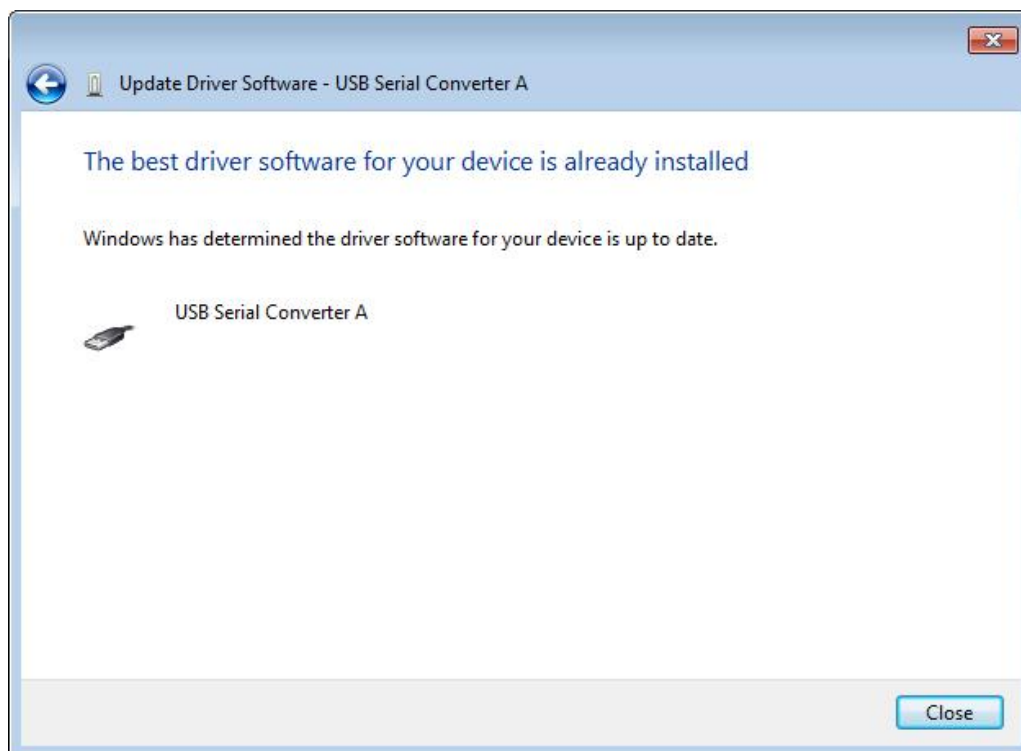 Update Driver Software - USB Serial Converter A
The best driver software for your device is already installed
Windows has determined the driver software for your device is up to date.
USB Serial Converter A
Close